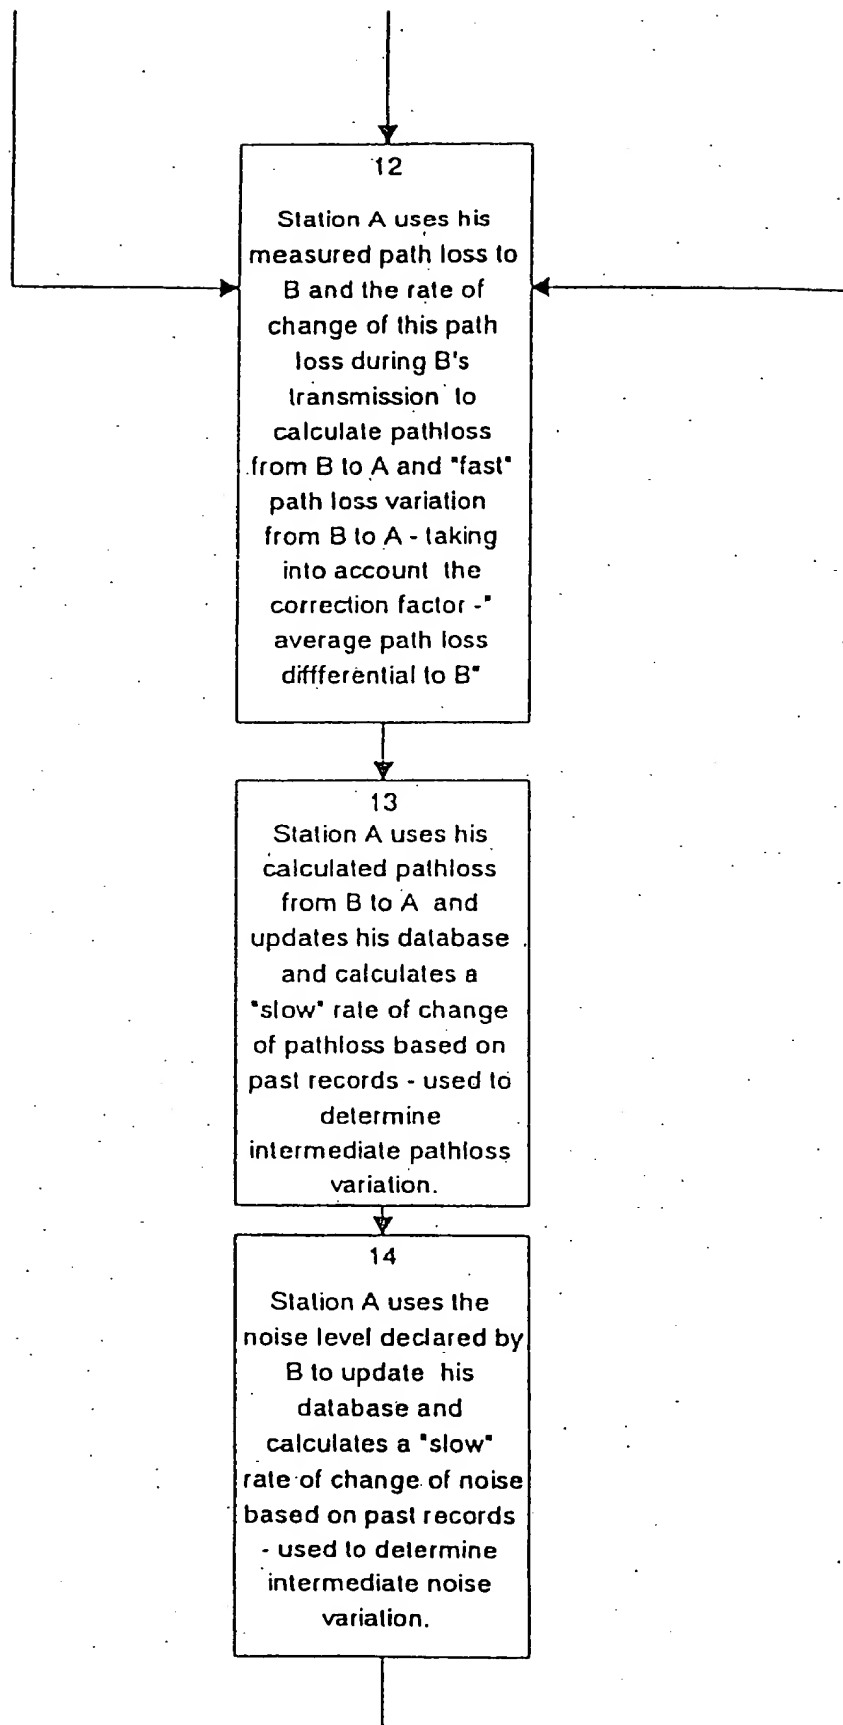 12
Station A uses his
measured path loss to
B and the rate of
change of this path
loss during B's
transmission to
calculate pathloss
from B to A and "fast"
path loss variation
from B to A - taking
into account the
correction factor -"
average path loss
diffferential to B"
13
Station A uses his
calculated pathloss
from B to A and
updates his database
and calculates a
"slow" rate of change
of pathloss based on
past records - used to
determine
intermediate pathloss
variation.
14
Station A uses the
noise level declared by
B to update his
database and
calculates a "slow"
rate of change of noise
based on past records
- used to determine
intermediate noise
variation.